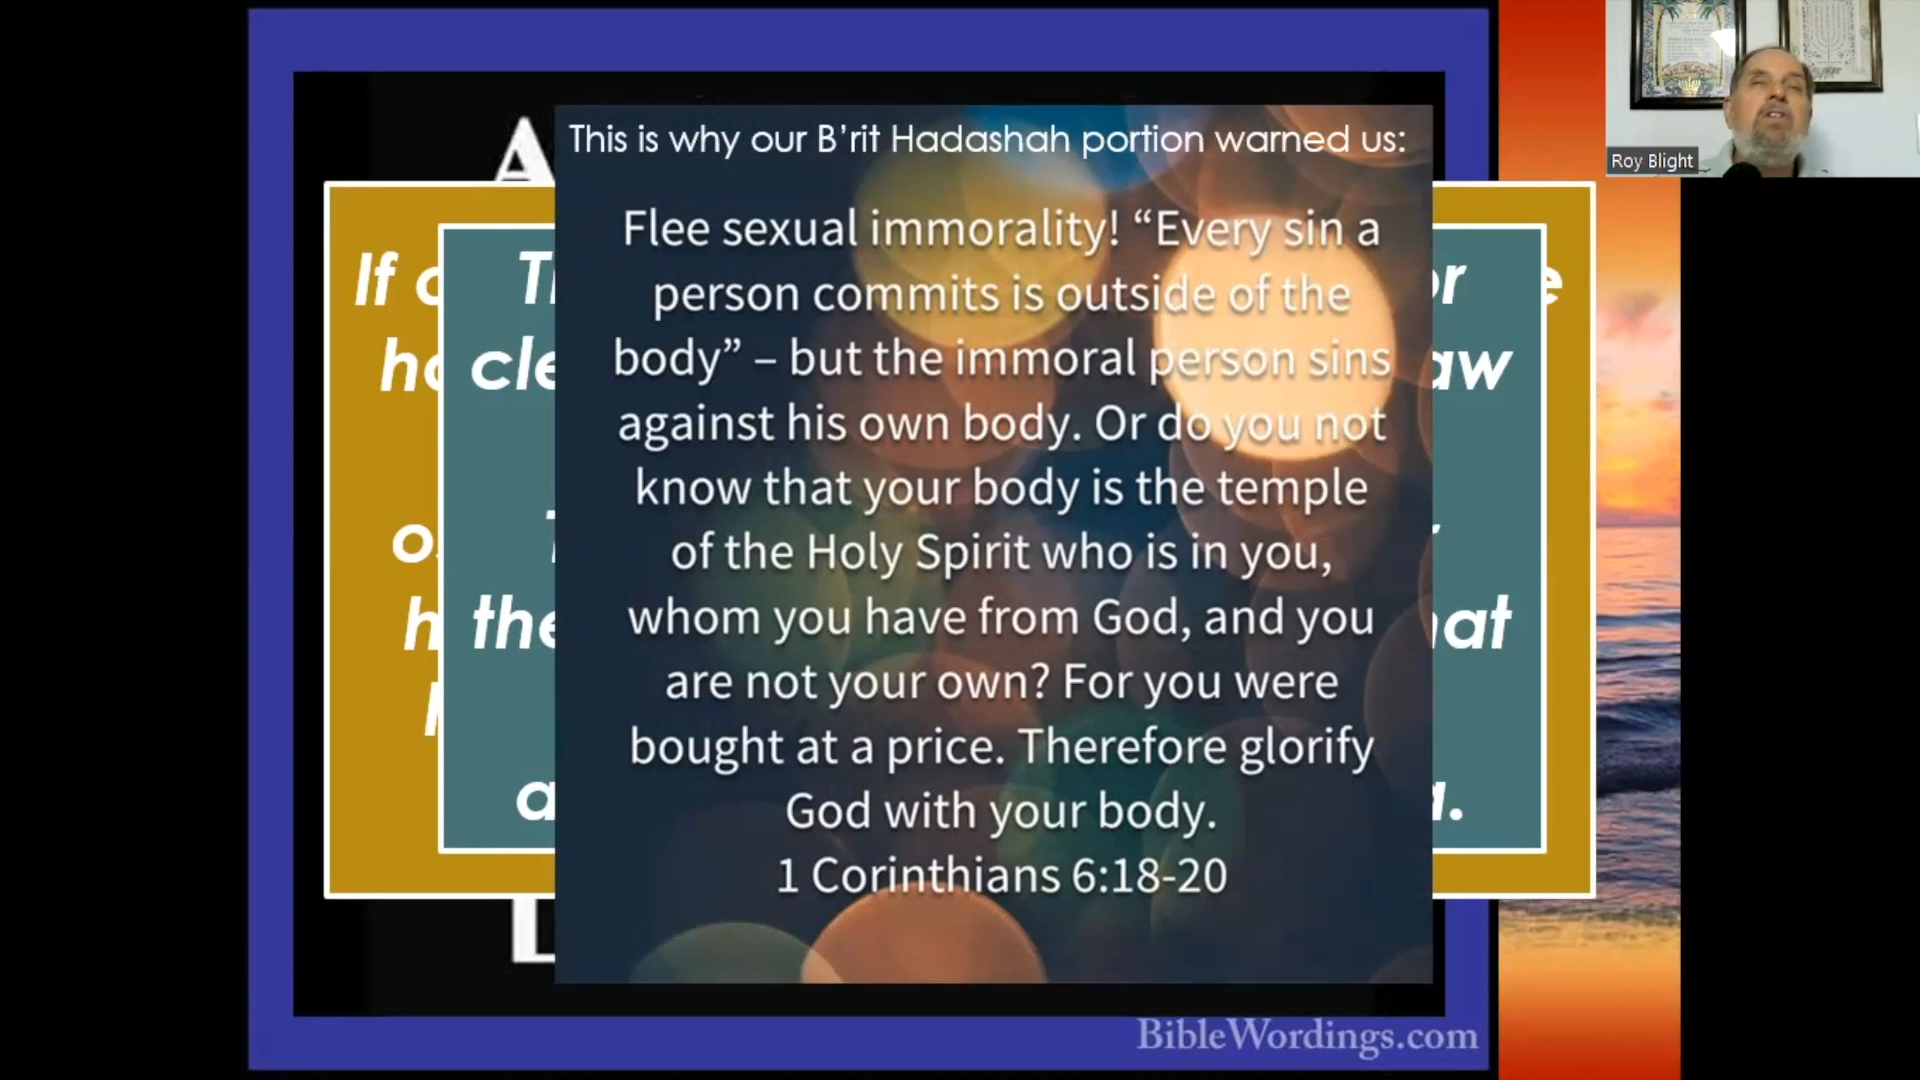 This is why our B’rit Hadashah portion warned us:
Flee sexual immorality! “Every sin a
person commits is outside of the
body” – but the immoral person sins
against his own body. Or do you not
know that your body is the temple
of the Holy Spirit who is in you,
whom you have from God, and you
are not your own? For you were
bought at a price. Therefore glorify
God with your body.
1 Corinthians 6:18-20
If
BibleWordings.com
Roy Blight